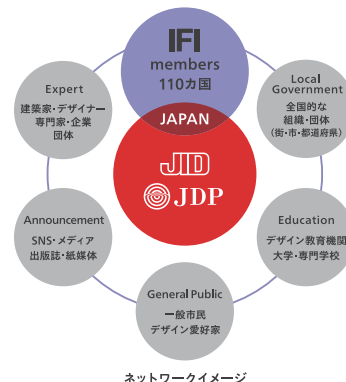 IFI
members
110カ国
JAPAN
JID
JDP
Expert
建築家・デザイナー
専門家・企業
団体
Local
Government
全国的な
組織・団体
(街・市・都道府県)
Announcement
SNS・メディア
出版誌・紙媒体
Education
デザイン教育機関
大学・専門学校
General Public
一般市民
デザイン愛好家
ネットワークイメージ